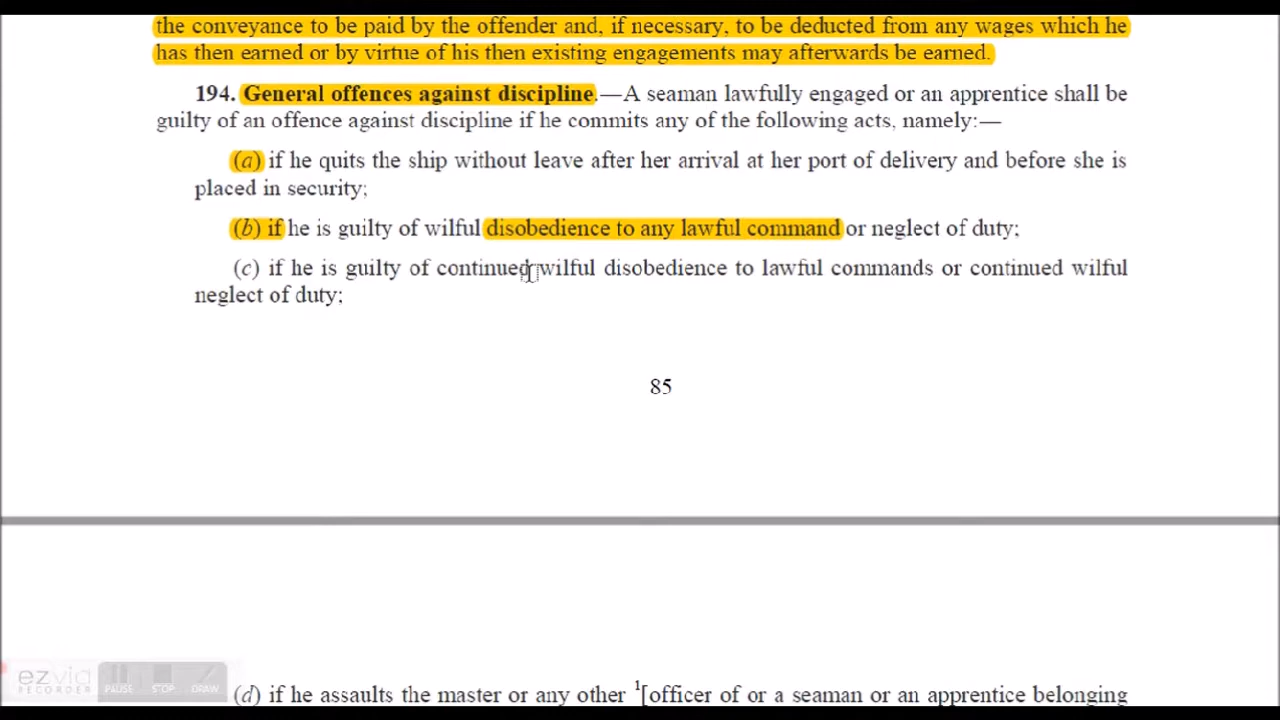 the conveyance to be paid by the offender and, if necessary, to be deducted from any wages which he
has then earned or by virtue of his then existing engagements may afterwards be earned.
194. General offences against discipline.—A seaman lawfully engaged or an apprentice shall be
guilty of an offence against discipline if he commits any of the following acts, namely:—
(a) if he quits the ship without leave after her arrival at her port of delivery and before she is
placed in security;
(b) if he is guilty of wilful disobedience to any lawful command or neglect of duty;
(c) if he is guilty of continued wilful disobedience to lawful commands or continued wilful
neglect of duty;
85
ezvid
RECORDER
PAUSE STOP DRAW
(d) if he assaults the master or any other 1[officer of or a seaman or an apprentice belonging